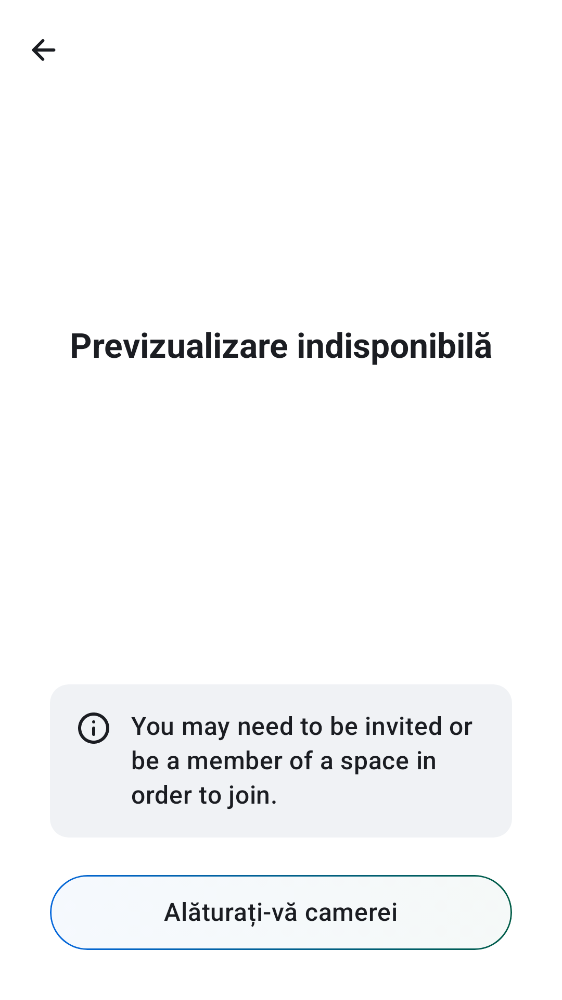 Previzualizare indisponibilă
You may need to be invited or
be a member of a space in
order to join.
Alăturați-vă camerei